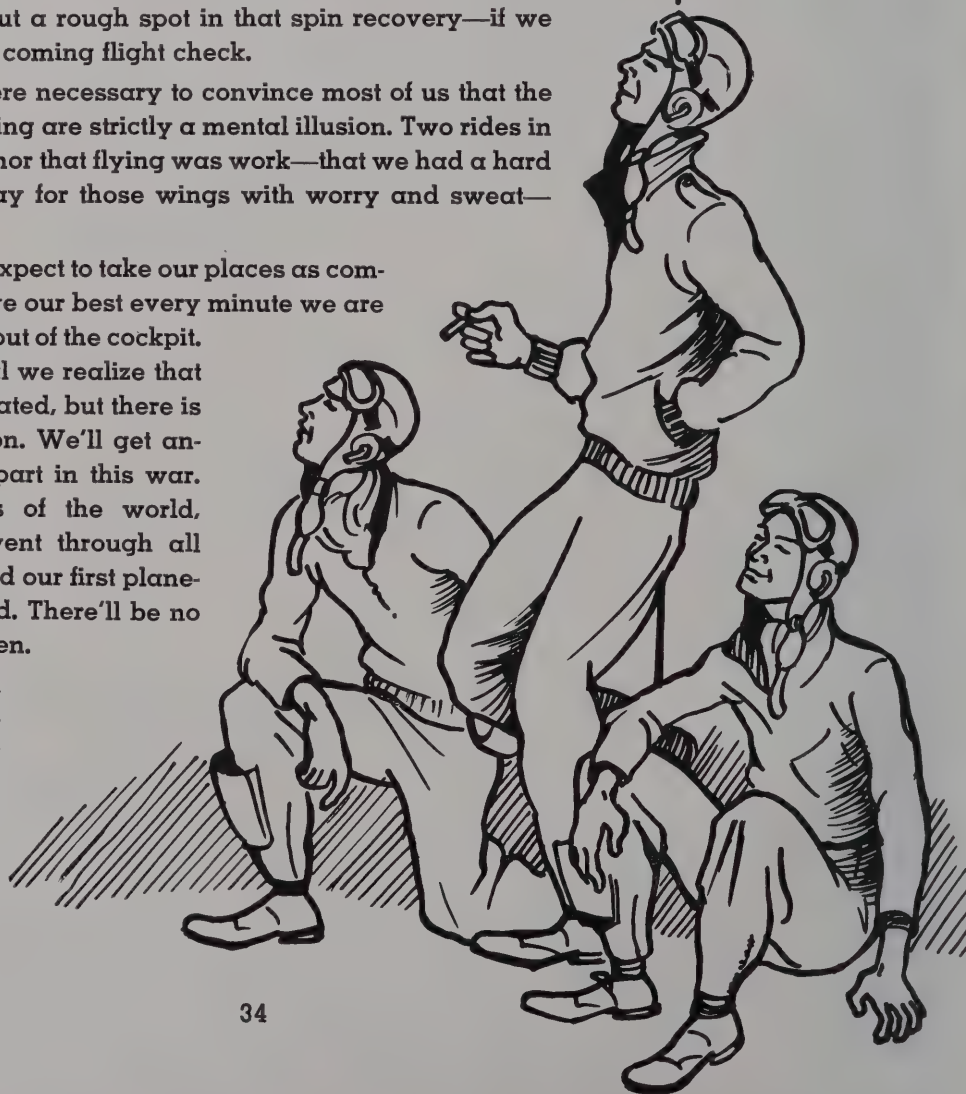 ut a rough spot in that spin recovery—if we
coming flight check.
ere necessary to convince most of us that the
ing are strictly a mental illusion. Two rides in
nor that flying was work—that we had a hard
ay for those wings with worry and sweat—
xpect to take our places as com-
re our best every minute we are
out of the cockpit.
l we realize that
ated, but there is
on. We'll get an-
part in this war.
s of the world,
vent through all
d our first plane-
d. There'll be no
en.
34